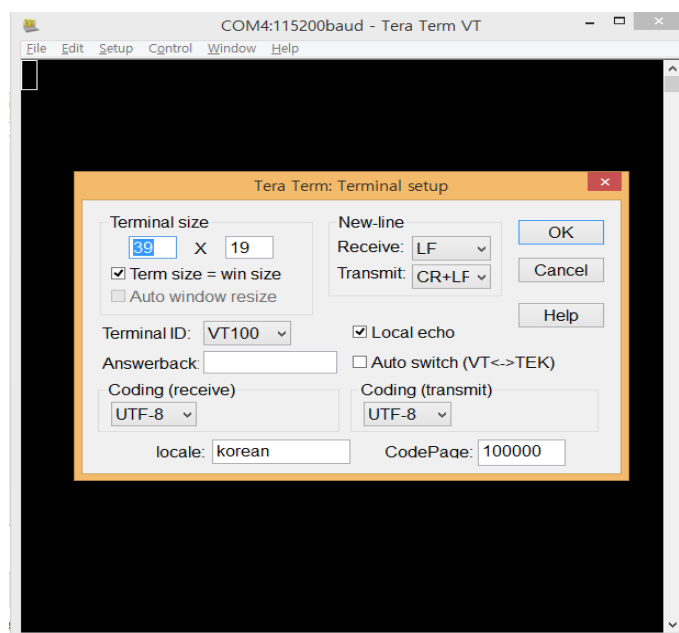 COM4:115200baud - Tera Term VT
File Edit Setup Control Window Help
Tera Term: Terminal setup
Terminal size
39 X 19
Term size = win size
Auto window resize
New-line
Receive: LF
Transmit: CR+LF
OK
Cancel
Help
Terminal ID: VT100
Local echo
Answerback:
Auto switch (VT<->TEK)
Coding (receive)
UTF-8
Coding (transmit)
UTF-8
locale: korean
CodePage: 100000